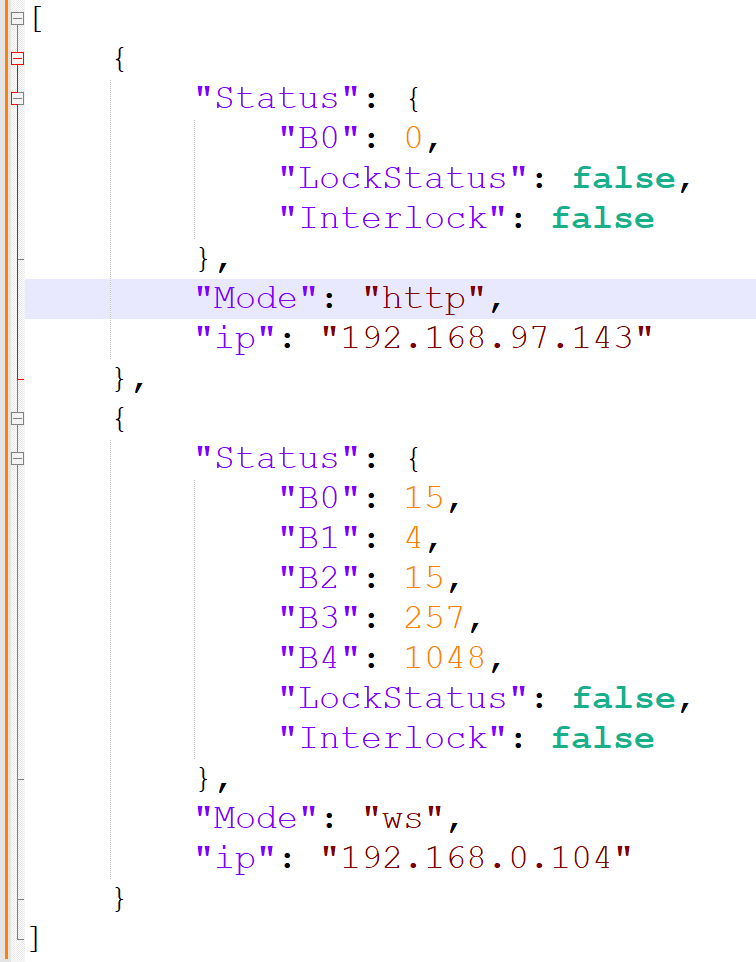 [
{
"Status": {
"B0": 0,
"LockStatus": false,
"Interlock": false
},
"Mode": "http",
"ip": "192.168.97.143"
},
{
"Status": {
"B0": 15,
"B1": 4,
"B2": 15,
"B3": 257,
"B4": 1048,
"LockStatus": false,
"Interlock": false
},
"Mode": "ws",
"ip": "192.168.0.104"
}
]